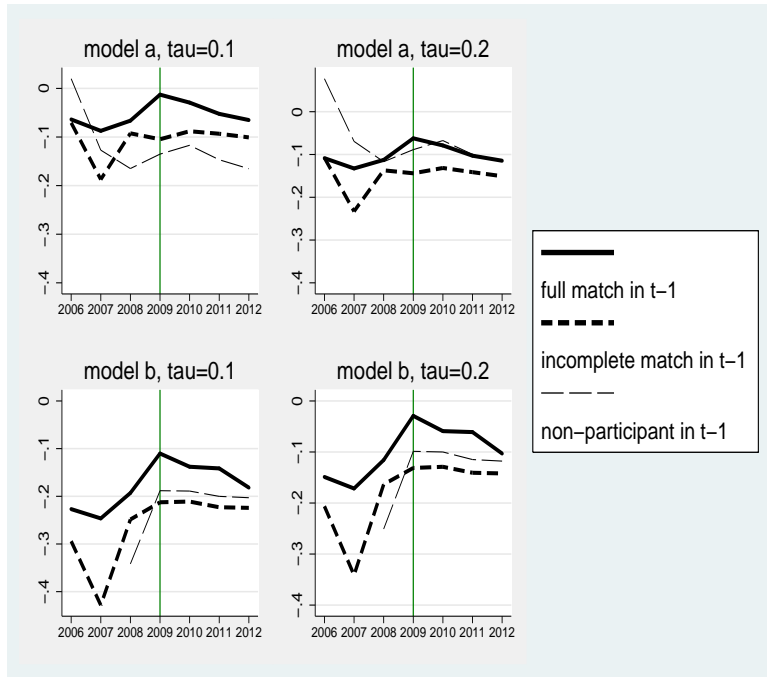 model a, tau=0.1
0
−.1
−.2
−.3
−.4
2006 2007 2008 2009 2010 2011 2012
model a, tau=0.2
0
−.1
−.2
−.3
−.4
2006 2007 2008 2009 2010 2011 2012
model b, tau=0.1
0
−.1
−.2
−.3
−.4
2006 2007 2008 2009 2010 2011 2012
model b, tau=0.2
0
−.1
−.2
−.3
−.4
2006 2007 2008 2009 2010 2011 2012
full match in t−1
incomplete match in t−1
non−participant in t−1